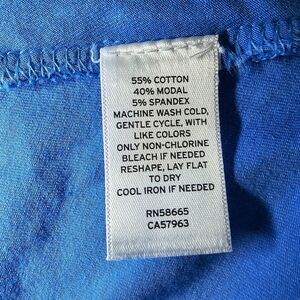 55% COTTON
40% MODAL
5% SPANDEX
MACHINE WASH COLD,
GENTLE CYCLE, WITH
LIKE COLORS
ONLY NON-CHLORINE
BLEACH IF NEEDED
RESHAPE, LAY FLAT
TO DRY
COOL IRON IF NEEDED
RN58665
CA57963